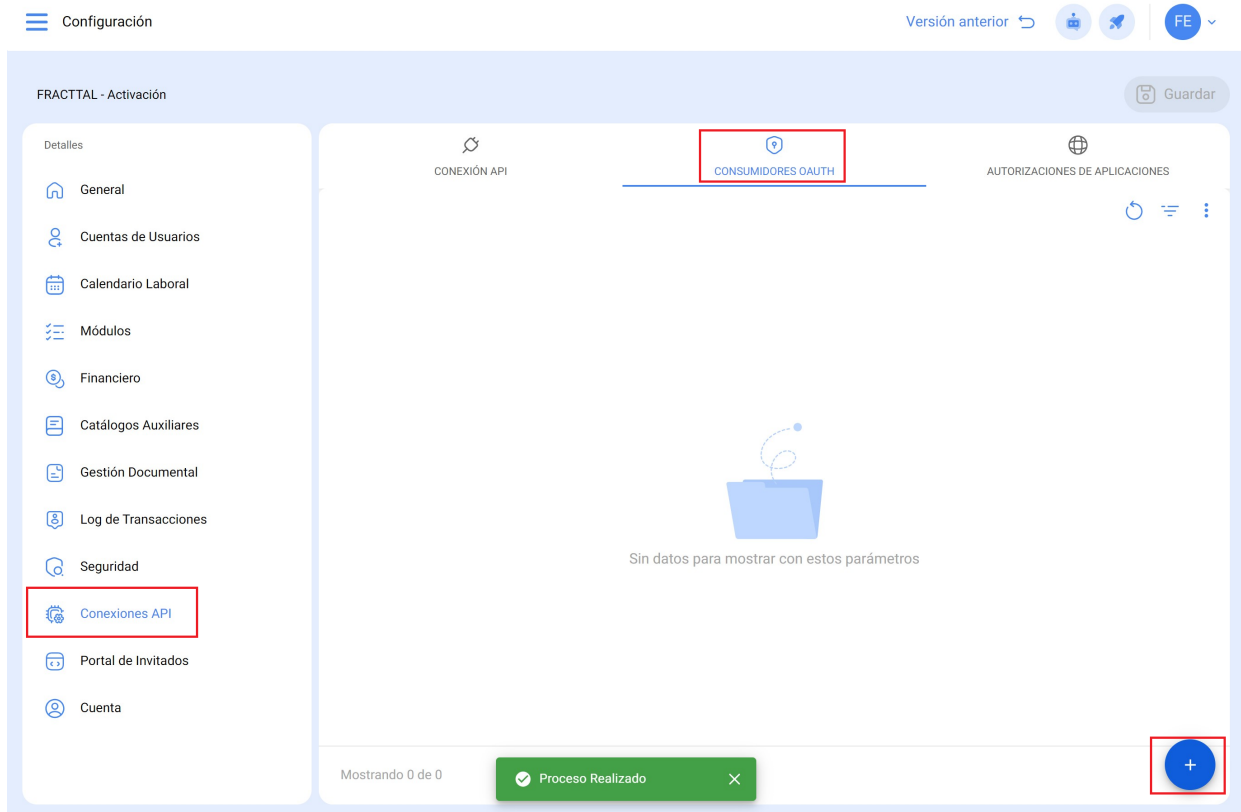 Configuración
Versión anterior
FE
FRACTTAL - Activación
Guardar
Detalles
General
Cuentas de Usuarios
Calendario Laboral
Módulos
Financiero
Catálogos Auxiliares
Gestión Documental
Log de Transacciones
Seguridad
Conexiones API
Portal de Invitados
Cuenta
CONEXIÓN API
CONSUMIDORES OAUTH
AUTORIZACIONES DE APLICACIONES
Sin datos para mostrar con estos parámetros
Mostrando 0 de 0
Proceso Realizado